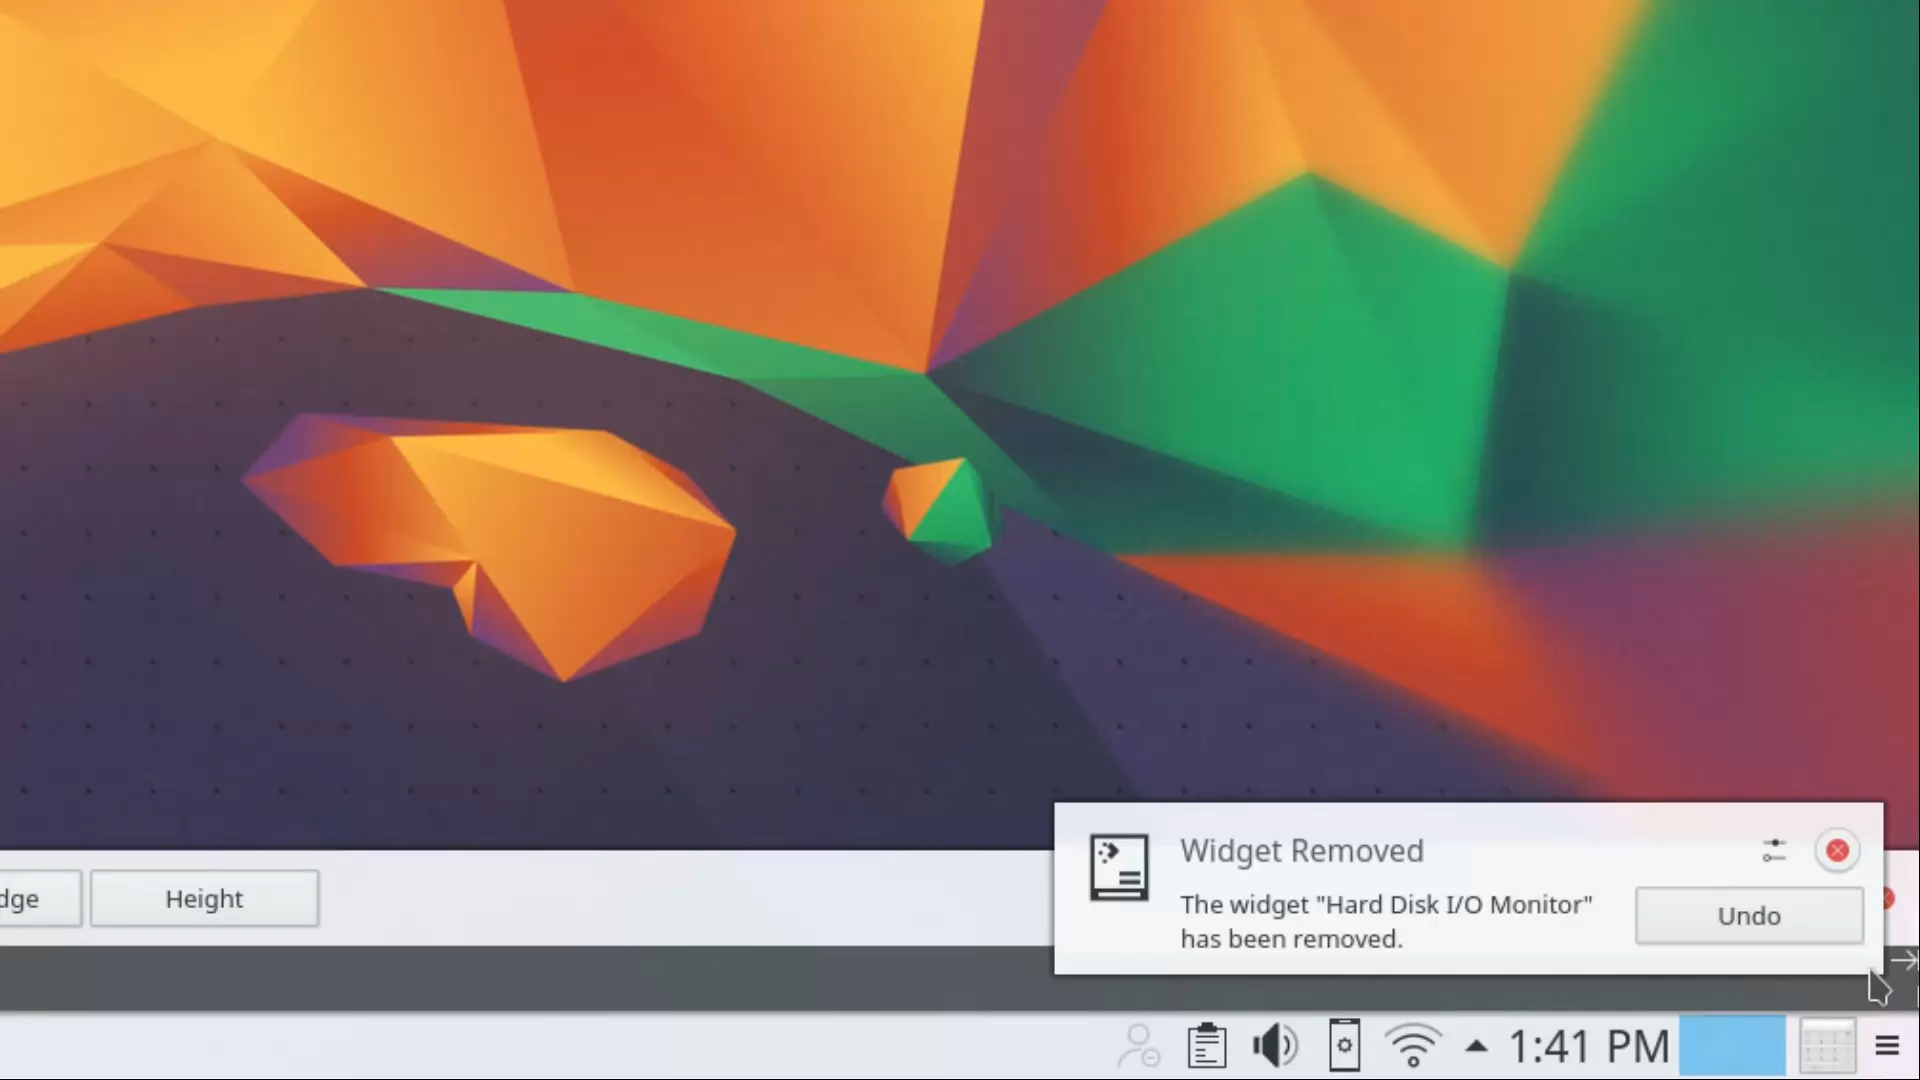 Widget Removed
The widget "Hard Disk I/O Monitor"
has been removed.
Undo
dge
Height
1:41 PM